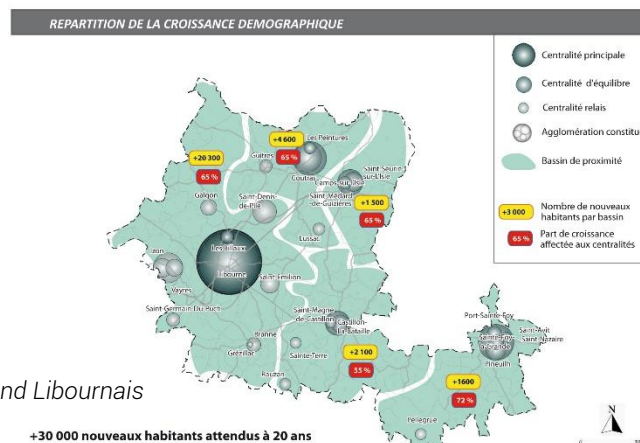 REPARTITION DE LA CROISSANCE DEMOGRAPHIQUE
Centralité principale
Centralité d'équilibre
Centralité relais
Agglomération constitu
Bassin de proximité
+3 000
Nombre de nouveaux
habitants par bassin
65 %
Part de croissance
affectée aux centralités
+4 600
65 %
Les Peintures
Guîtres
Coutras
+20 300
65 %
Galgon
Saint-Denis-
de-Pile
Camps-sur-l'Isle
Saint-Seurin
sur-L'Isle
Saint-Médard
de-Guizières
+1 500
65 %
Lussac
Les Billaux
Libourne
Izon
Vayres
Saint-Emilion
Saint-Germain Du Puch
Saint-Magne
de-Castillon
Castillon-
La-Bataille
Branne
Grézillac
Sainte-Terre
Rauzan
+2 100
55 %
Port-Sainte-Foy
Saint-Avit
Saint-Nazaire
Sainte-Foy
la-Grande
Pineuilh
+1600
72 %
Pellegrue
nd Libournais
+30 000 nouveaux habitants attendus à 20 ans
N
0